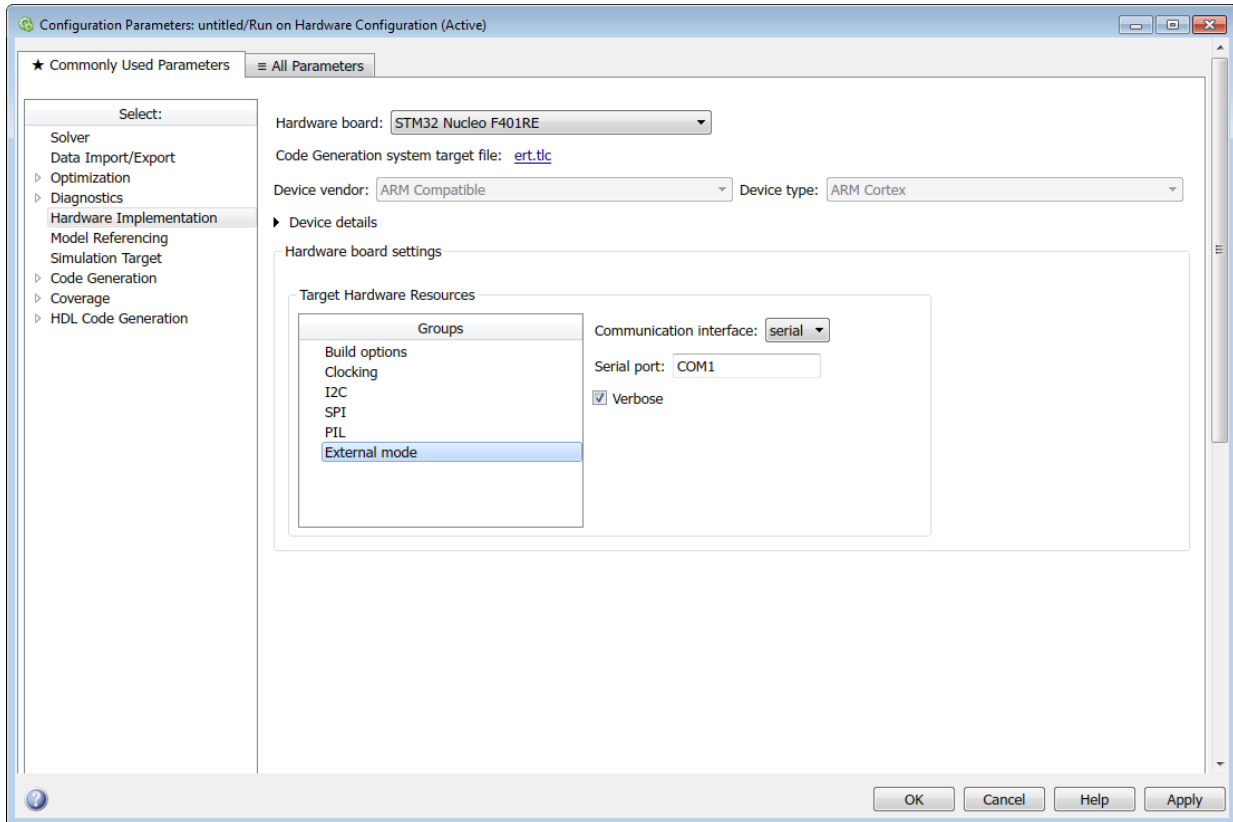 Configuration Parameters: untitled/Run on Hardware Configuration (Active)
★ Commonly Used Parameters
≡ All Parameters
Select:
Solver
Data Import/Export
Optimization
Diagnostics
Hardware Implementation
Model Referencing
Simulation Target
Code Generation
Coverage
HDL Code Generation
Hardware board: STM32 Nucleo F401RE
Code Generation system target file: ert.tlc
Device vendor: ARM Compatible Device type: ARM Cortex
Device details
Hardware board settings
Target Hardware Resources
Groups
Build options
Clocking
I2C
SPI
PIL
External mode
Communication interface: serial
Serial port: COM1
Verbose
OK Cancel Help Apply